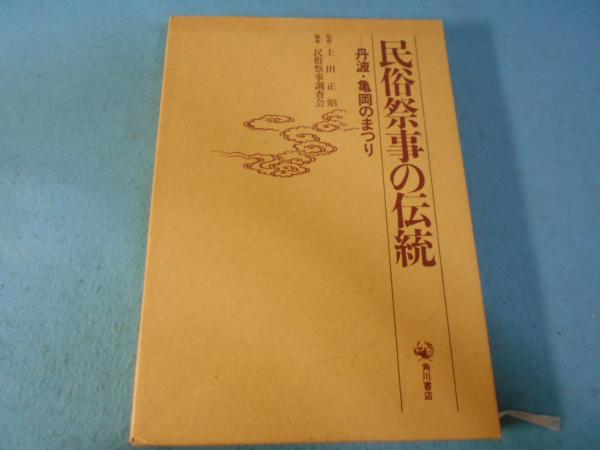 民俗祭事の伝統
丹波・亀岡のまつり
監修 上田正昭
編集 民俗祭事調査会
角川書店